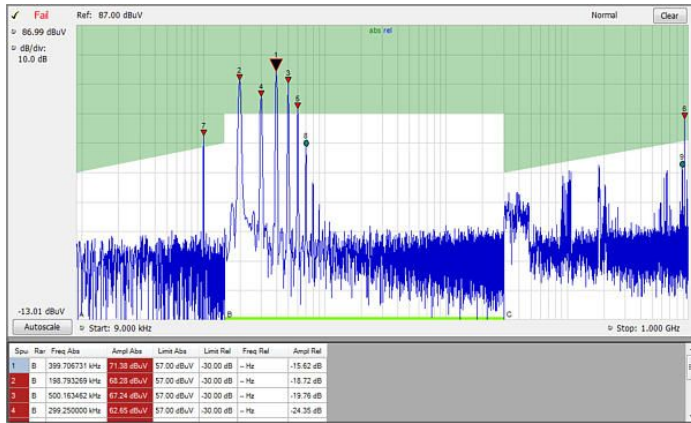 ✓ Fail Ref: 87.00 dBuV Normal Clear
86.99 dBuV
dB/div:
10.0 dB
abs rel
1
2
3
4
5
6
7
8
9
A
B
C
-13.01 dBuV
Autoscale Start: 9.000 kHz Stop: 1.000 GHz
Spu Rar Freq Abs Ampl Abs Limit Abs Limit Rel Freq Rel Ampl Rel
1 B 399.706731 kHz 71.38 dBuV 57.00 dBuV -30.00 dB -- Hz -15.62 dB
2 B 198.793269 kHz 68.28 dBuV 57.00 dBuV -30.00 dB -- Hz -18.72 dB
3 B 500.163462 kHz 67.24 dBuV 57.00 dBuV -30.00 dB -- Hz -19.76 dB
4 B 299.250000 kHz 62.65 dBuV 57.00 dBuV -30.00 dB -- Hz -24.35 dB